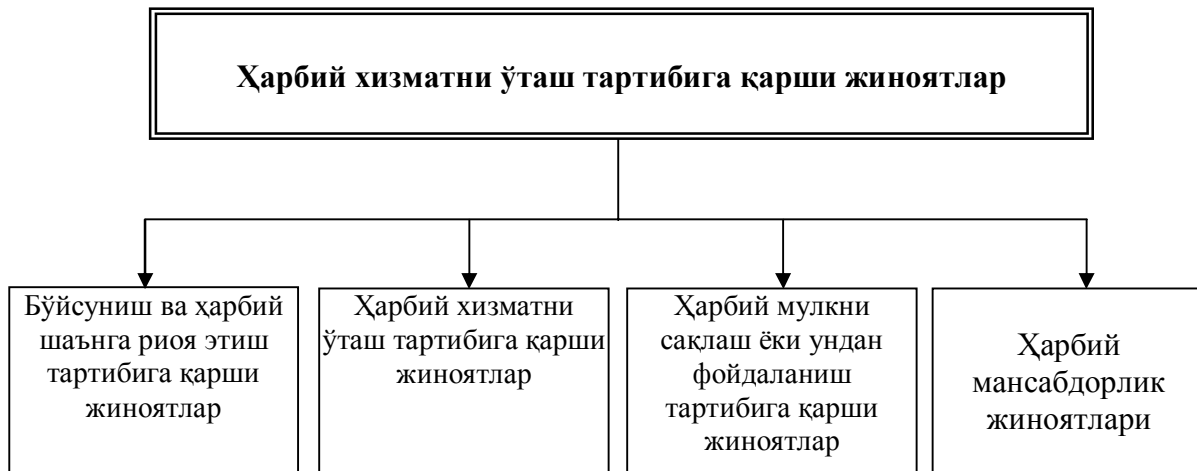 Ҳарбий хизматни ўташ тартибига қарши жиноятлар
Бўйсуниш ва ҳарбий
шаънга риоя этиш
тартибига қарши
жиноятлар
Ҳарбий хизматни
ўташ тартибига қарши
жиноятлар
Ҳарбий мулкни
сақлаш ёки ундан
фойдаланиш
тартибига қарши
жиноятлар
Ҳарбий
мансабдорлик
жиноятлари